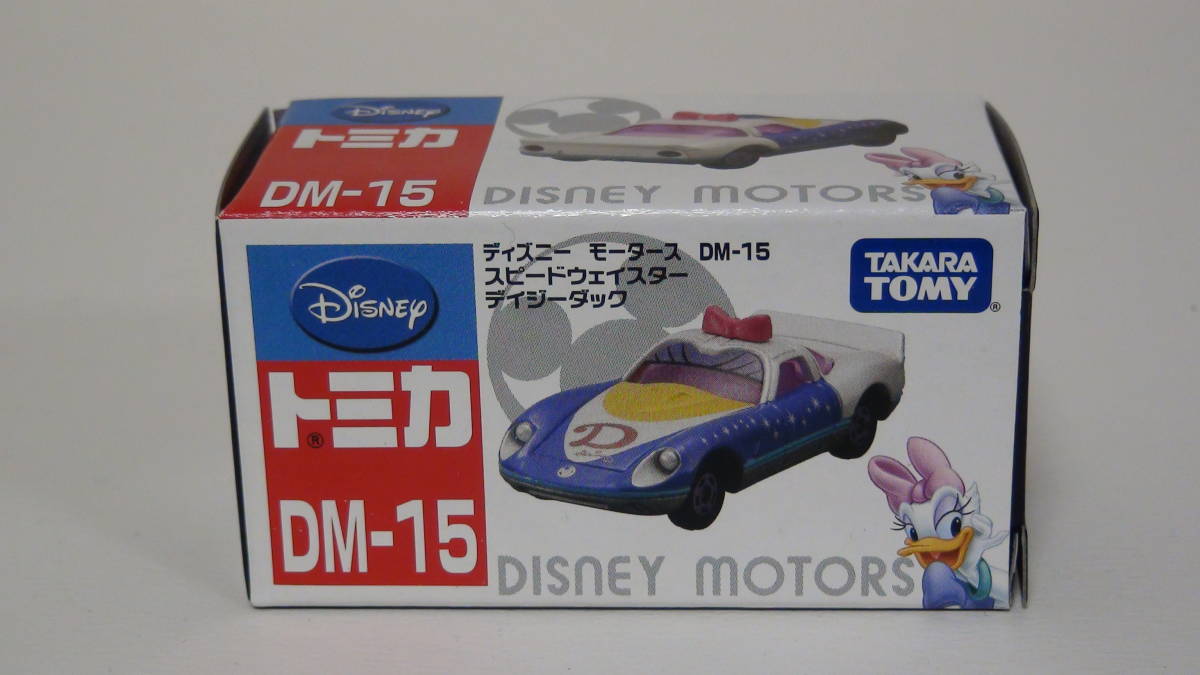 Disney
トミカ
DM-15
DISNEY MOTORS
Disney
トミカ®
DM-15
ディズニー モータース DM-15
スピードウェイスター
デイジーダック
TAKARA
TOMY®
D
DISNEY MOTORS